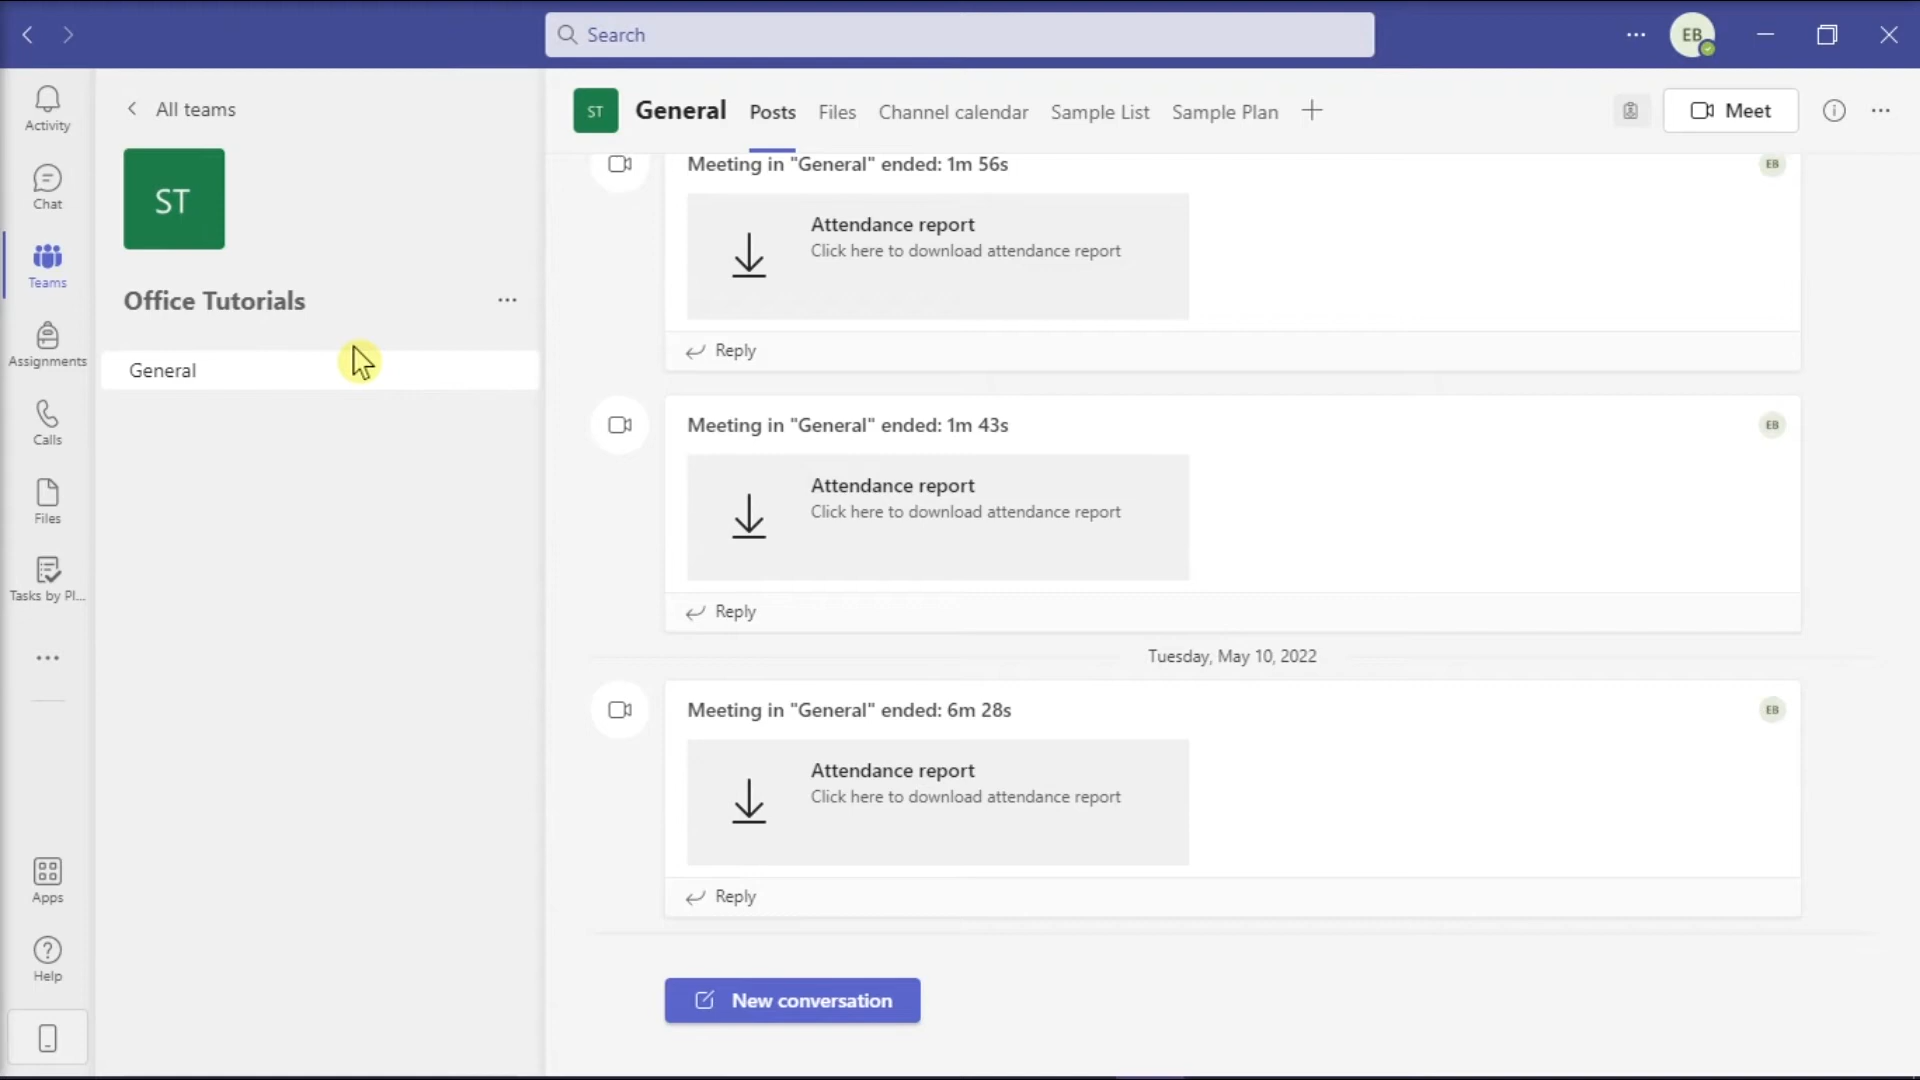 Search
EB
Activity
Chat
Teams
Assignments
Calls
Files
Tasks by Pl...
Apps
Help
All teams
ST
Office Tutorials
General
ST
General
Posts
Files
Channel calendar
Sample List
Sample Plan
Meet
Meeting in "General" ended: 1m 56s
EB
Attendance report
Click here to download attendance report
Reply
Meeting in "General" ended: 1m 43s
EB
Attendance report
Click here to download attendance report
Reply
Tuesday, May 10, 2022
Meeting in "General" ended: 6m 28s
EB
Attendance report
Click here to download attendance report
Reply
New conversation